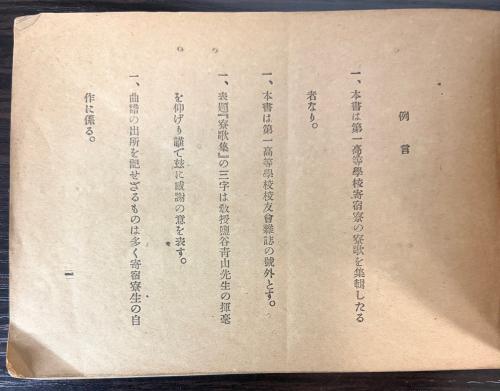 例言
一、本書は第一高等學校寄宿寮の寮歌を集輯したる
者なり。
一、本書は第一高等學校校友會雜誌の號外とす。
一、表題『寮歌集』の三字は敎授鹽谷靑山先生の揮毫
を仰げり謹で玆に感謝の意を表す。
一、曲譜の出所を記せざるものは多く寄宿寮生の自
作に係る。
一